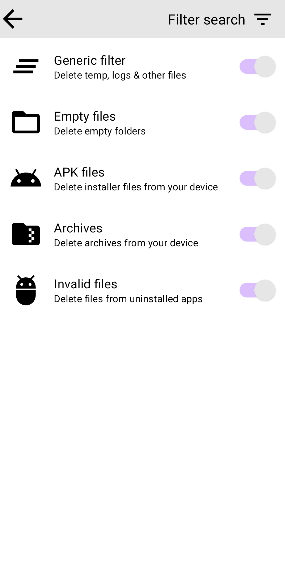 Filter search
Generic filter
Delete temp, logs & other files
Empty files
Delete empty folders
APK files
Delete installer files from your device
Archives
Delete archives from your device
Invalid files
Delete files from uninstalled apps